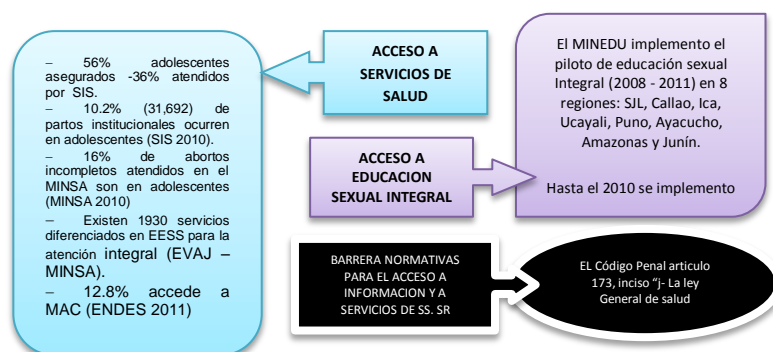 – 56% adolescentes
asegurados -36% atendidos
por SIS.
– 10.2% (31,692) de
partos institucionales ocurren
en adolescentes (SIS 2010).
– 16% de abortos
incompletos atendidos en el
MINSA son en adolescentes
(MINSA 2010)
– Existen 1930 servicios
diferenciados en EESS para la
atención integral (EVAJ –
MINSA).
– 12.8% accede a
MAC (ENDES 2011)
ACCESO A
SERVICIOS DE
SALUD
El MINEDU implemento el
piloto de educación sexual
Integral (2008 - 2011) en 8
regiones: SJL, Callao, Ica,
Ucayali, Puno, Ayacucho,
Amazonas y Junín.
Hasta el 2010 se implemento
ACCESO A
EDUCACION
SEXUAL INTEGRAL
BARRERA NORMATIVAS
PARA EL ACCESO A
INFORMACION Y A
SERVICIOS DE SS. SR
EL Código Penal articulo
173, inciso "j- La ley
General de salud